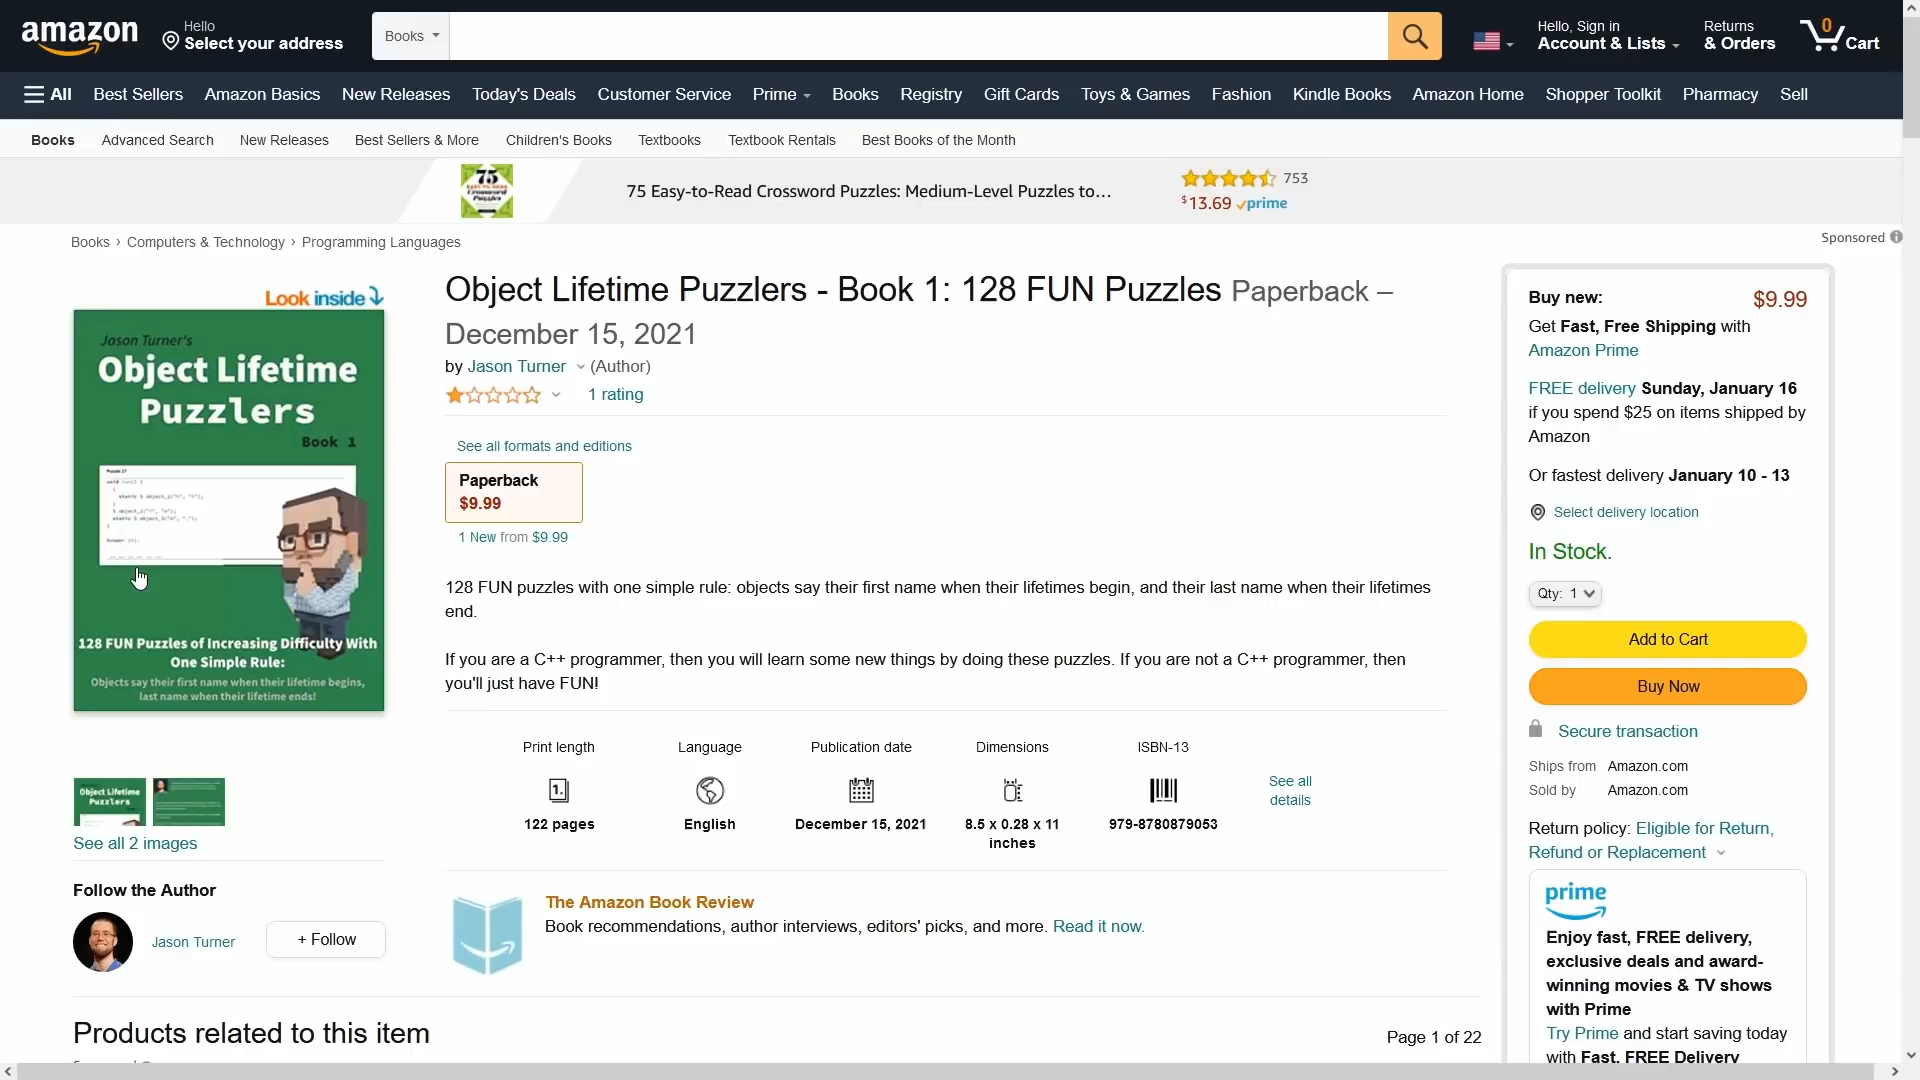 amazon
Hello
Select your address
Books
Hello, Sign in
Account & Lists
Returns
& Orders
0
Cart
All
Best Sellers
Amazon Basics
New Releases
Today's Deals
Customer Service
Prime
Books
Registry
Gift Cards
Toys & Games
Fashion
Kindle Books
Amazon Home
Shopper Toolkit
Pharmacy
Sell
Books
Advanced Search
New Releases
Best Sellers & More
Children's Books
Textbooks
Textbook Rentals
Best Books of the Month
75
75 Easy-to-Read Crossword Puzzles: Medium-Level Puzzles to…
753
$13.69 prime
Sponsored
Books › Computers & Technology › Programming Languages
Look inside
Jason Turner's
Object Lifetime
Puzzlers
Book 1
128 FUN Puzzles of Increasing Difficulty With
One Simple Rule:
Objects say their first name when their lifetime begins,
last name when their lifetime ends!
Object Lifetime
Puzzlers
See all 2 images
Follow the Author
Jason Turner
+ Follow
Object Lifetime Puzzlers - Book 1: 128 FUN Puzzles Paperback –
December 15, 2021
by Jason Turner (Author)
1 rating
See all formats and editions
Paperback
$9.99
1 New from $9.99
128 FUN puzzles with one simple rule: objects say their first name when their lifetimes begin, and their last name when their lifetimes
end.
If you are a C++ programmer, then you will learn some new things by doing these puzzles. If you are not a C++ programmer, then
you'll just have FUN!
Print length
1.
122 pages
Language
English
Publication date
December 15, 2021
Dimensions
8.5 x 0.28 x 11
inches
ISBN-13
979-8780879053
See all
details
The Amazon Book Review
Book recommendations, author interviews, editors' picks, and more. Read it now.
Buy new:
$9.99
Get Fast, Free Shipping with
Amazon Prime
FREE delivery Sunday, January 16
if you spend $25 on items shipped by
Amazon
Or fastest delivery January 10 - 13
Select delivery location
In Stock.
Qty: 1
Add to Cart
Buy Now
Secure transaction
Ships from Amazon.com
Sold by Amazon.com
Return policy: Eligible for Return,
Refund or Replacement
prime
Enjoy fast, FREE delivery,
exclusive deals and award-
winning movies & TV shows
with Prime
Try Prime and start saving today
with Fast, FREE Delivery
Products related to this item
Page 1 of 22